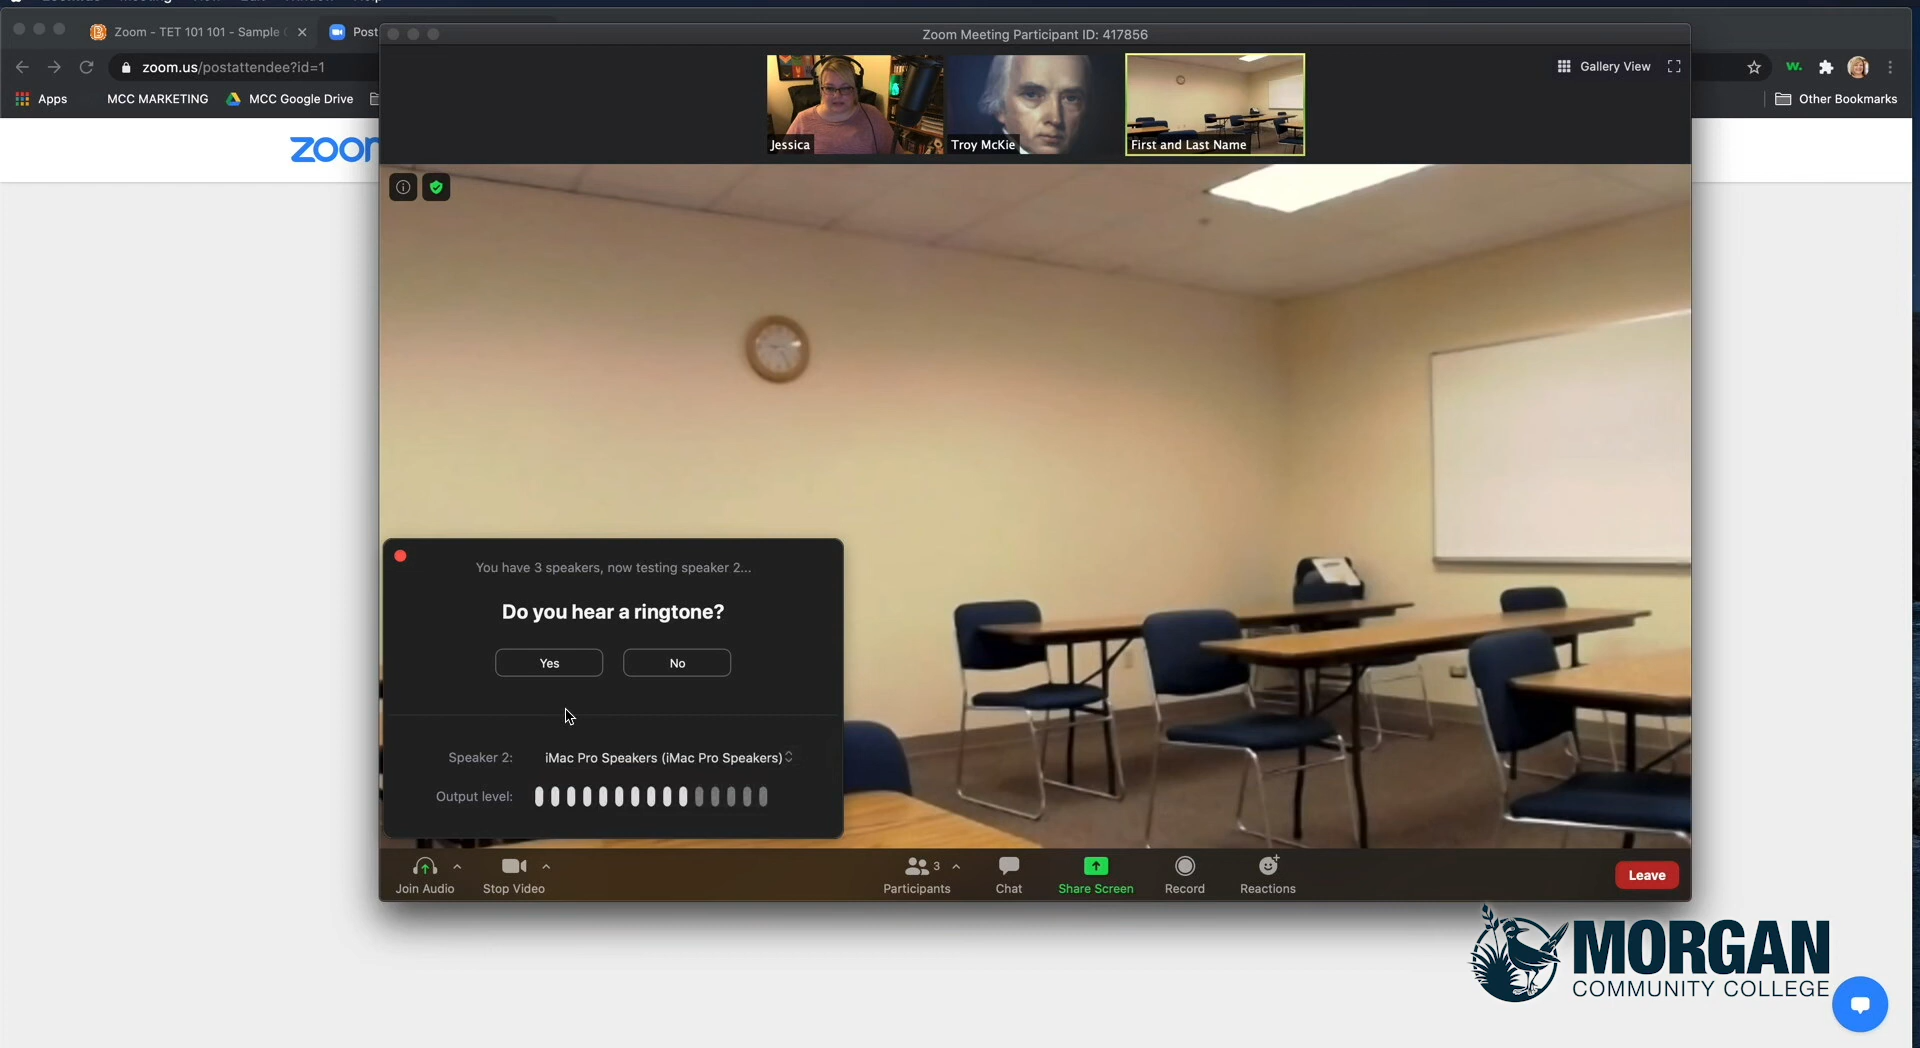 Zoom - TET 101 101 - Sample
Post
Zoom Meeting Participant ID: 417856
zoom.us/postattendee?id=1
Gallery View
Apps
MCC MARKETING
MCC Google Drive
Other Bookmarks
Jessica
Troy McKie
First and Last Name
zoom
You have 3 speakers, now testing speaker 2...
Do you hear a ringtone?
Yes
No
Speaker 2:
iMac Pro Speakers (iMac Pro Speakers)
Output level:
Join Audio
Stop Video
3
Participants
Chat
Share Screen
Record
Reactions
Leave
MORGAN
COMMUNITY COLLEGE